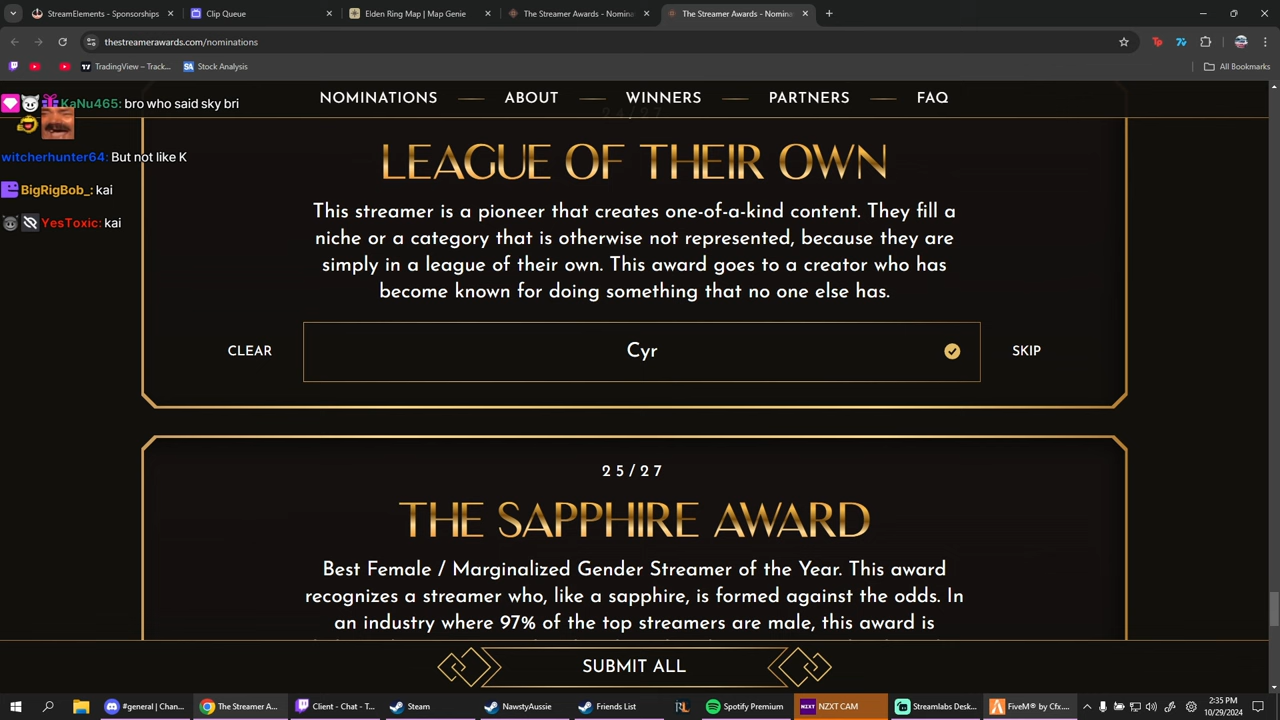 StreamElements - Sponsorships
Clip Queue
Elden Ring Map | Map Genie
The Streamer Awards - Nomina
The Streamer Awards - Nomina
thestreamerawards.com/nominations
TradingView – Track...
Stock Analysis
All Bookmarks
NOMINATIONS
ABOUT
WINNERS
PARTNERS
FAQ
KaNu465: bro who said sky bri
witcherhunter64: But not like K
BigRigBob_: kai
YesToxic: kai
24/27
LEAGUE OF THEIR OWN
This streamer is a pioneer that creates one-of-a-kind content. They fill a
niche or a category that is otherwise not represented, because they are
simply in a league of their own. This award goes to a creator who has
become known for doing something that no one else has.
CLEAR
Cyr
SKIP
25/27
THE SAPPHIRE AWARD
Best Female / Marginalized Gender Streamer of the Year. This award
recognizes a streamer who, like a sapphire, is formed against the odds. In
an industry where 97% of the top streamers are male, this award is
SUBMIT ALL
#general | Chan...
The Streamer A...
Client - Chat - T...
Steam
NawstyAussie
Friends List
Spotify Premium
NZXT CAM
Streamlabs Desk...
FiveM® by Cfx...
2:35 PM
10/29/2024